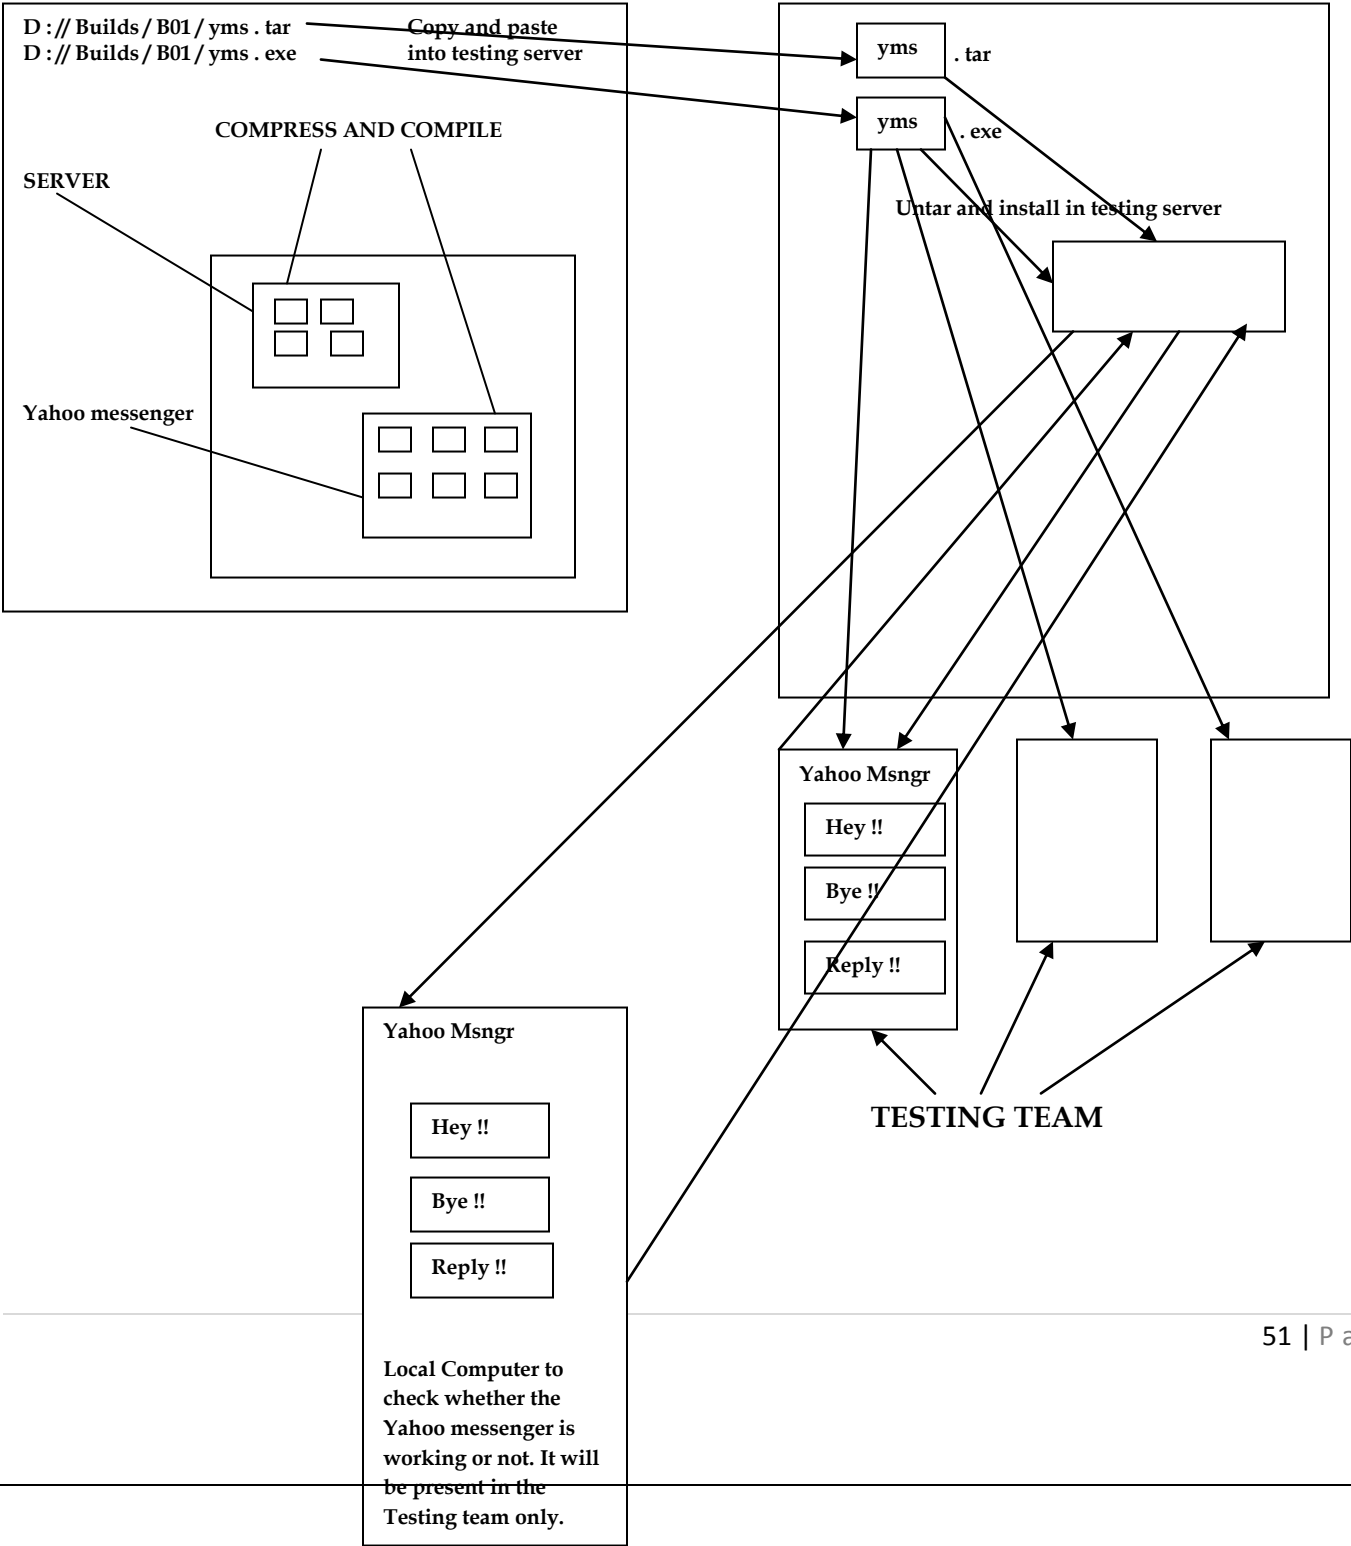 D : // Builds / B01 / yms . tar
D : // Builds / B01 / yms . exe
Copy and paste
into testing server
COMPRESS AND COMPILE
SERVER
Yahoo messenger
yms
. tar
yms
. exe
Untar and install in testing server
Yahoo Msngr
Hey !!
Bye !!
Reply !!
TESTING TEAM
Yahoo Msngr
Hey !!
Bye !!
Reply !!
Local Computer to
check whether the
Yahoo messenger is
working or not. It will
be present in the
Testing team only.
51 | P a